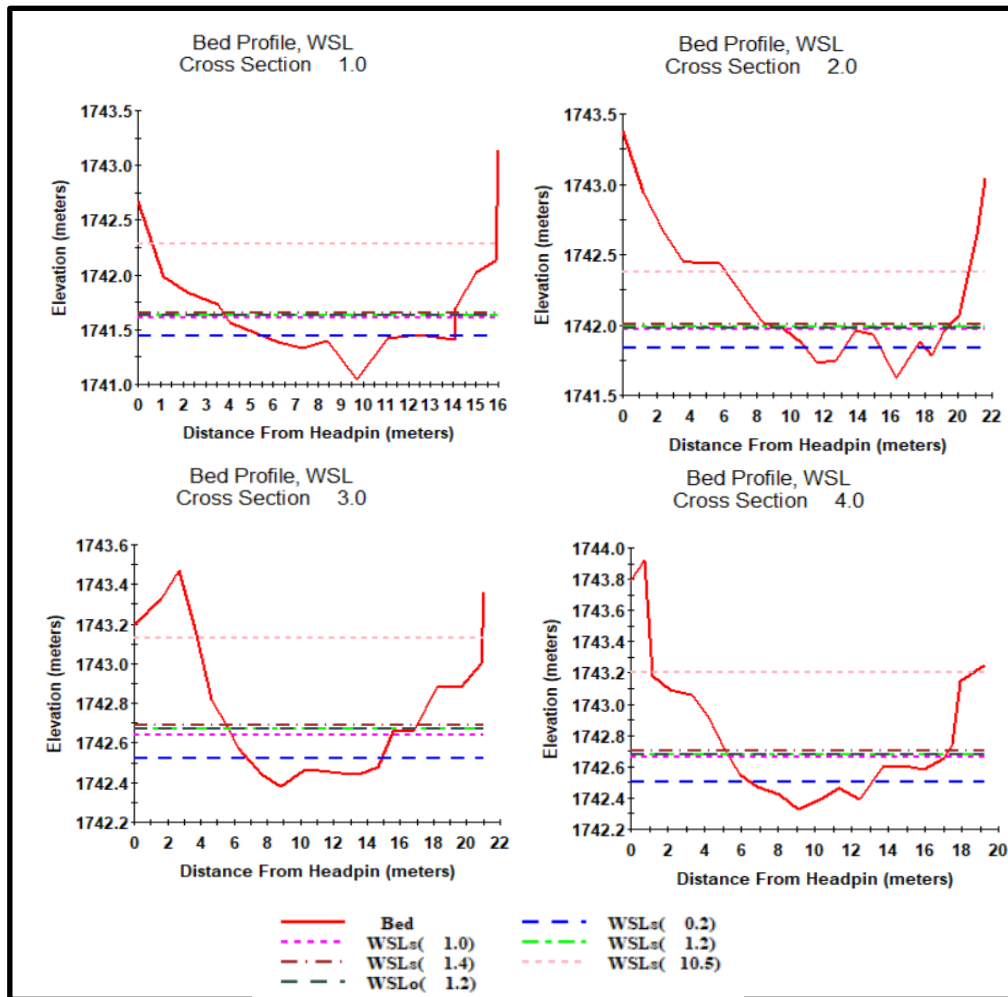 Bed Profile, WSL
Cross Section 1.0
Elevation (meters)
1743.5
1743.0
1742.5
1742.0
1741.5
1741.0
0 1 2 3 4 5 6 7 8 9 10 11 12 13 14 15 16
Distance From Headpin (meters)
Bed Profile, WSL
Cross Section 2.0
Elevation (meters)
1743.5
1743.0
1742.5
1742.0
1741.5
0 2 4 6 8 10 12 14 16 18 20 22
Distance From Headpin (meters)
Bed Profile, WSL
Cross Section 3.0
Elevation (meters)
1743.6
1743.4
1743.2
1743.0
1742.8
1742.6
1742.4
1742.2
0 2 4 6 8 10 12 14 16 18 20 22
Distance From Headpin (meters)
Bed Profile, WSL
Cross Section 4.0
Elevation (meters)
1744.0
1743.8
1743.6
1743.4
1743.2
1743.0
1742.8
1742.6
1742.4
1742.2
0 2 4 6 8 10 12 14 16 18 20
Distance From Headpin (meters)
Bed
WSLs( 0.2)
WSLs( 1.0)
WSLs( 1.2)
WSLs( 1.4)
WSLs( 10.5)
WSLo( 1.2)